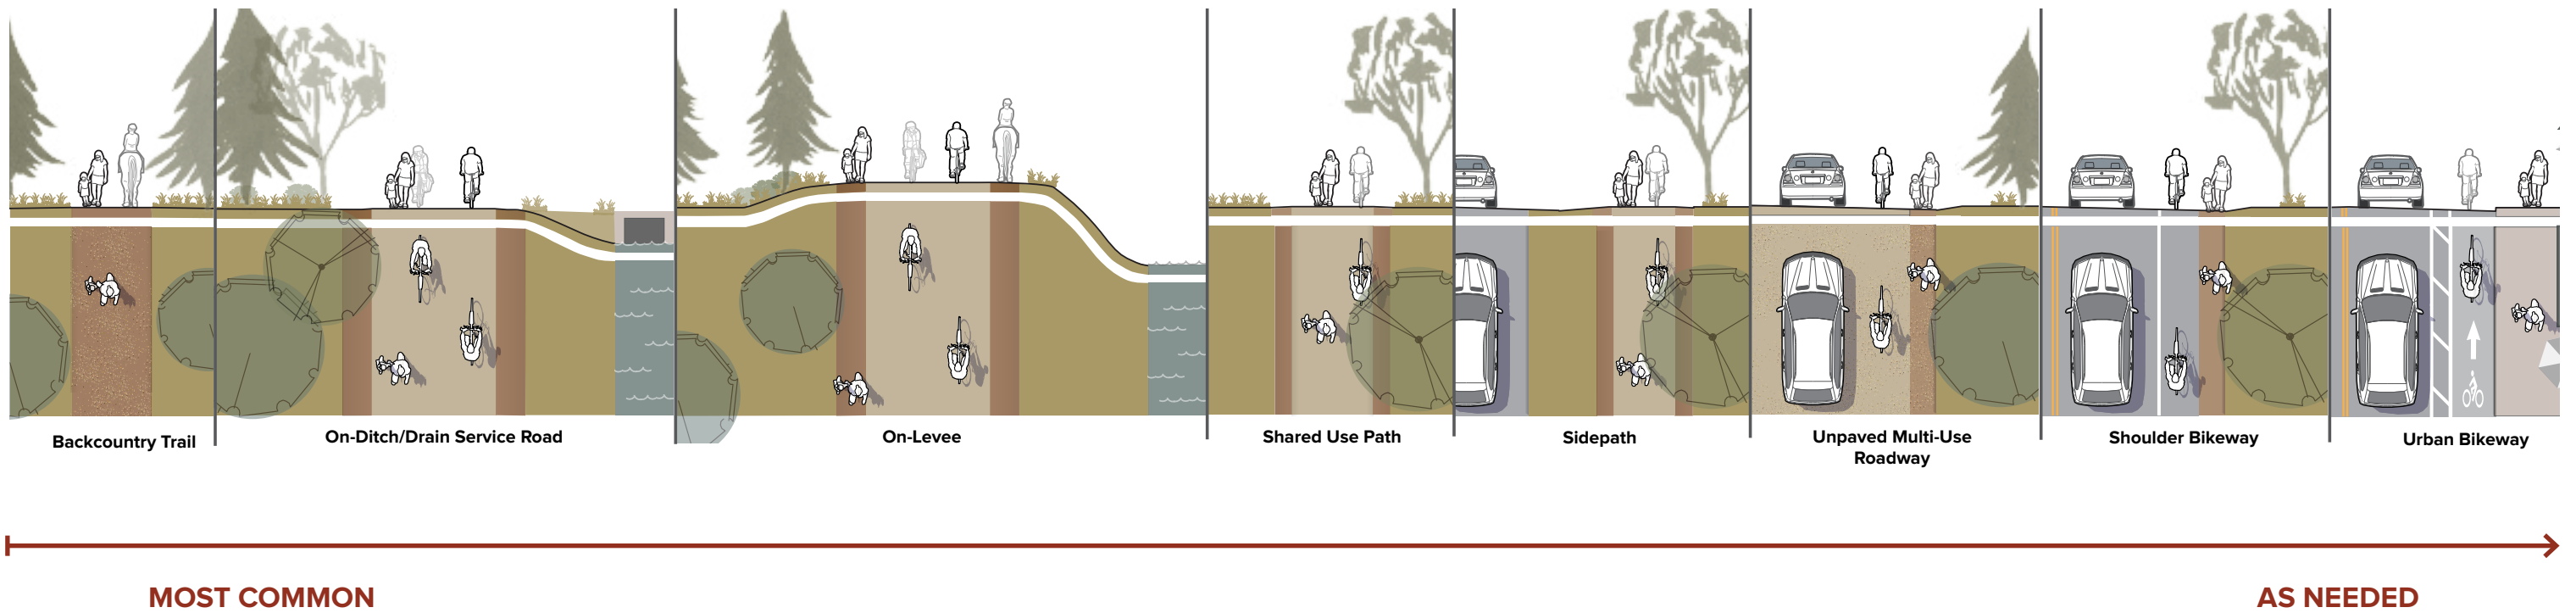 Backcountry Trail
On-Ditch/Drain Service Road
On-Levee
Shared Use Path
Sidepath
Unpaved Multi-Use
Roadway
Shoulder Bikeway
Urban Bikeway
MOST COMMON
AS NEEDED